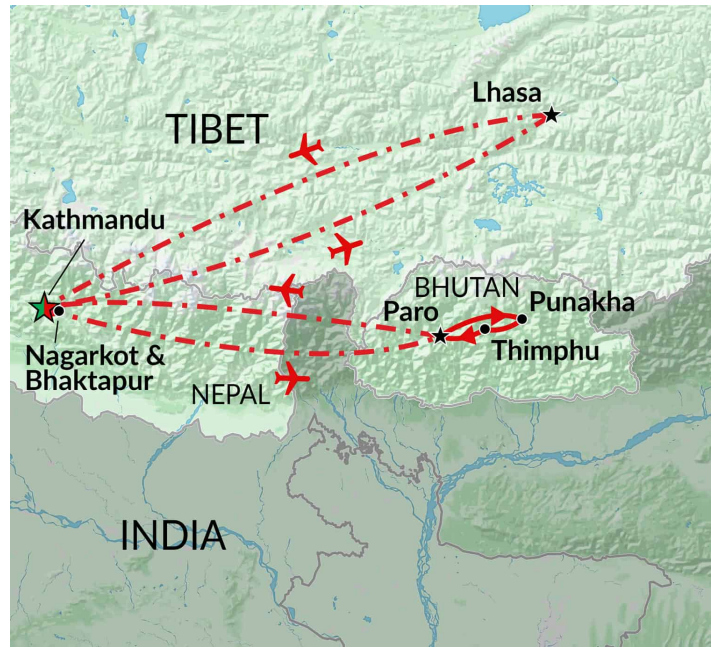 Lhasa
TIBET
Kathmandu
BHUTAN
Paro
Punakha
Thimphu
Nagarkot &
Bhaktapur
NEPAL
INDIA